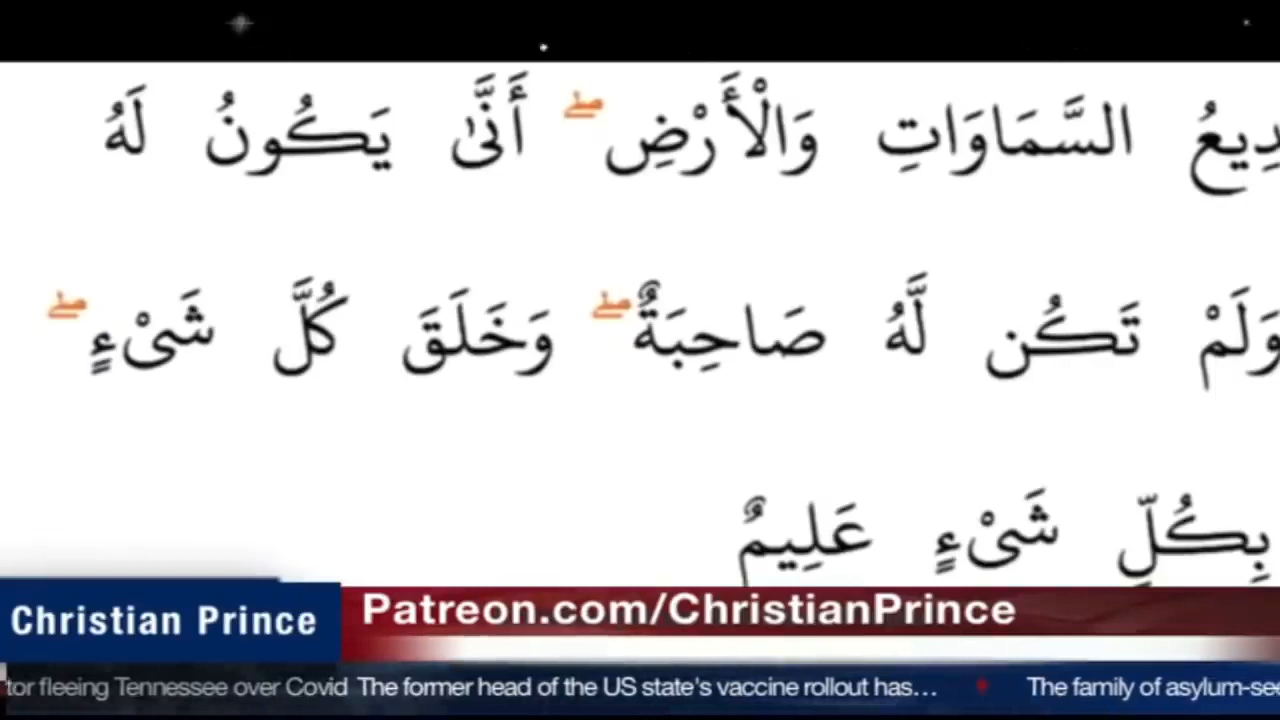 دِيعُ السَّمَاوَاتِ وَالْأَرْضِ ۖ أَنَّىٰ يَكُونُ لَهُ
وَلَمْ تَكُن لَّهُ صَاحِبَةٌ ۖ وَخَلَقَ كُلَّ شَيْءٍ ۖ
بِكُلِّ شَيْءٍ عَلِيمٌ
Christian Prince
Patreon.com/ChristianPrince
tor fleeing Tennessee over Covid The former head of the US state's vaccine rollout has... The family of asylum-see